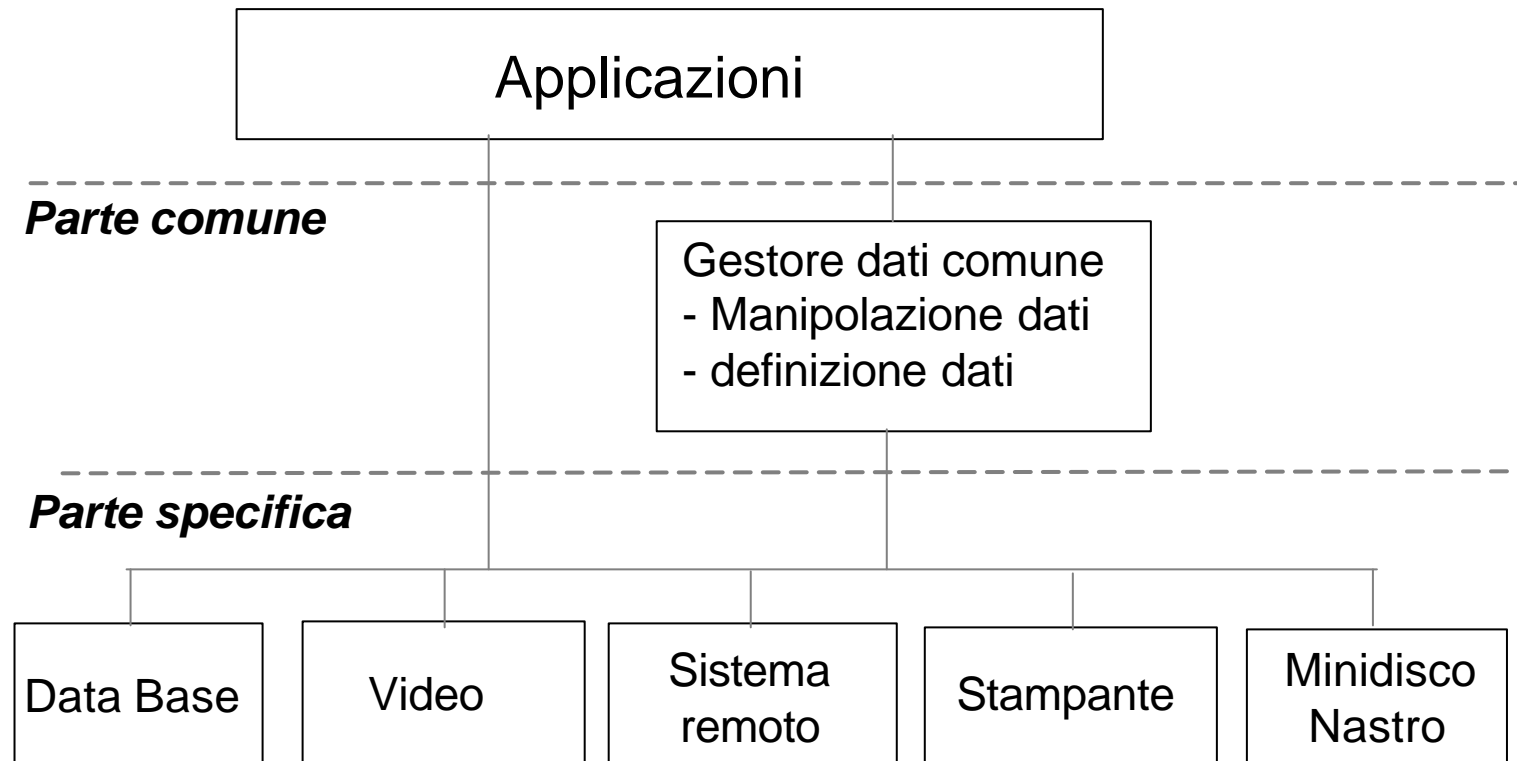 Applicazioni
Parte comune
Gestore dati comune
- Manipolazione dati
- definizione dati
Parte specifica
Data Base
Video
Sistema
remoto
Stampante
Minidisco
Nastro